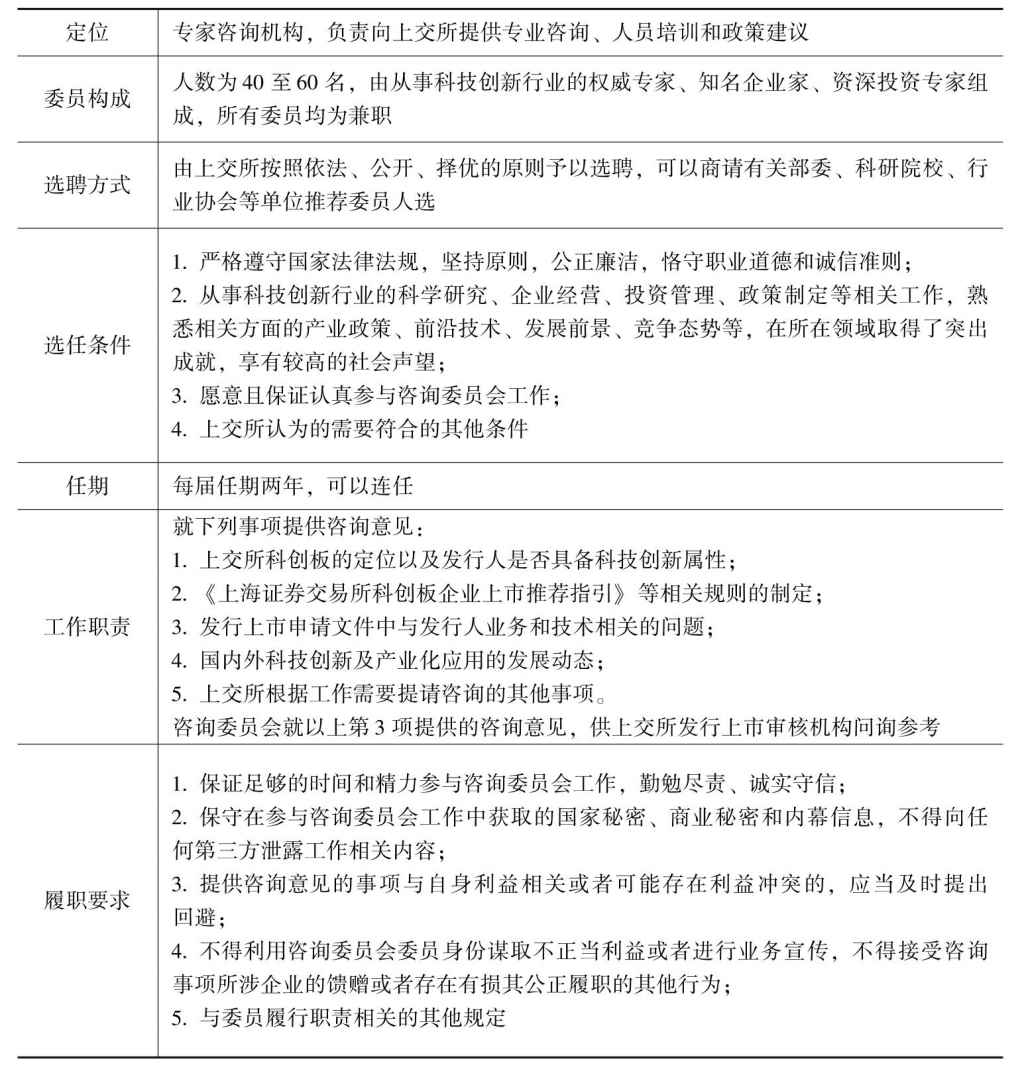 定位
专家咨询机构，负责向上交所提供专业咨询、人员培训和政策建议
委员构成
人数为 40 至 60 名，由从事科技创新行业的权威专家、知名企业家、资深投资专家组
成，所有委员均为兼职
选聘方式
由上交所按照依法、公开、择优的原则予以选聘，可以商请有关部委、科研院校、行
业协会等单位推荐委员人选
选任条件
1. 严格遵守国家法律法规，坚持原则，公正廉洁，恪守职业道德和诚信准则；
2. 从事科技创新行业的科学研究、企业经营、投资管理、政策制定等相关工作，熟
悉相关方面的产业政策、前沿技术、发展前景、竞争态势等，在所在领域取得了突出
成就，享有较高的社会声望；
3. 愿意且保证认真参与咨询委员会工作；
4. 上交所认为的需要符合的其他条件
任期
每届任期两年，可以连任
工作职责
就下列事项提供咨询意见：
1. 上交所科创板的定位以及发行人是否具备科技创新属性；
2. 《上海证券交易所科创板企业上市推荐指引》等相关规则的制定；
3. 发行上市申请文件中与发行人业务和技术相关的问题；
4. 国内外科技创新及产业化应用的发展动态；
5. 上交所根据工作需要提请咨询的其他事项。
咨询委员会就以上第 3 项提供的咨询意见，供上交所发行上市审核机构问询参考
履职要求
1. 保证足够的时间和精力参与咨询委员会工作，勤勉尽责、诚实守信；
2. 保守在参与咨询委员会工作中获取的国家秘密、商业秘密和内幕信息，不得向任
何第三方泄露工作相关内容；
3. 提供咨询意见的事项与自身利益相关或者可能存在利益冲突的，应当及时提出
回避；
4. 不得利用咨询委员会委员身份谋取不正当利益或者进行业务宣传，不得接受咨询
事项所涉企业的馈赠或者存在有损其公正履职的其他行为；
5. 与委员履行职责相关的其他规定